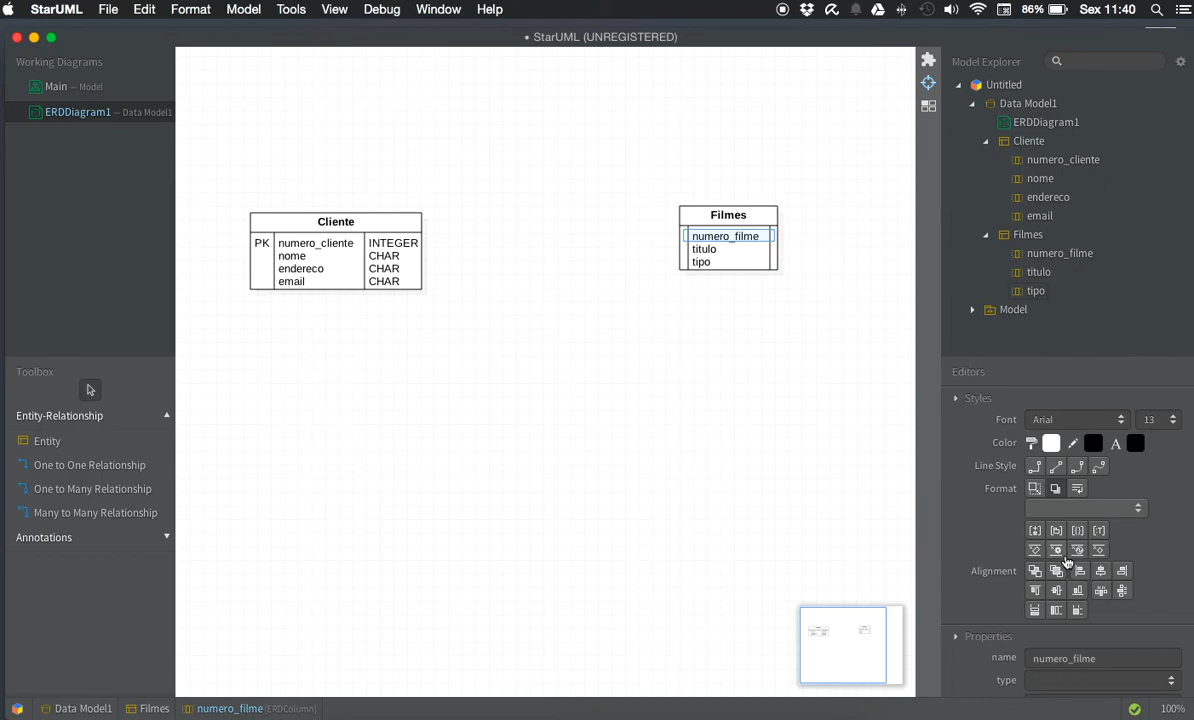 StarUML File Edit Format Model Tools View Debug Window Help 86% Sex 11:40
StarUML (UNREGISTERED)
Working Diagrams
Main — Model
ERDDiagram1 — Data Model1
Toolbox
Entity-Relationship
Entity
One to One Relationship
One to Many Relationship
Many to Many Relationship
Annotations
Cliente
PK numero_cliente INTEGER
nome CHAR
endereco CHAR
email CHAR
Filmes
numero_filme
titulo
tipo
Model Explorer
Untitled
Data Model1
ERDDiagram1
Cliente
numero_cliente
nome
endereco
email
Filmes
numero_filme
titulo
tipo
Model
Editors
Styles
Font Arial 13
Color
Line Style
Format
Alignment
Properties
name numero_filme
type
Data Model1 Filmes numero_filme [ERDColumn] 100%